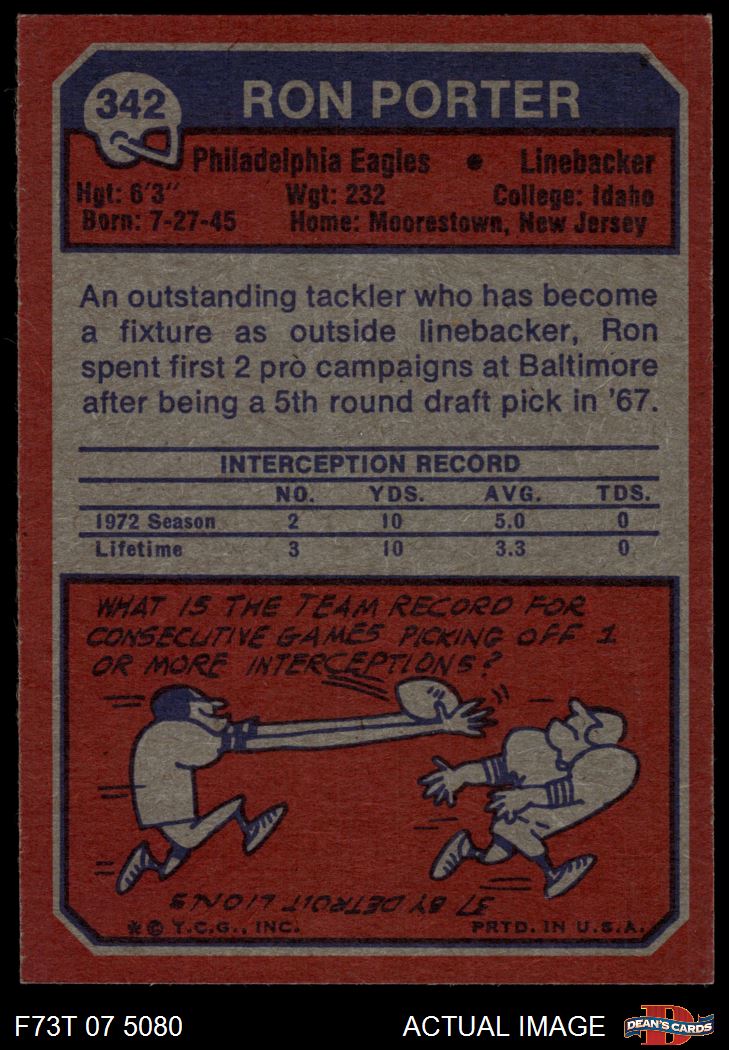 342
RON PORTER
Philadelphia Eagles • Linebacker
Hgt: 6'3" Wgt: 232 College: Idaho
Born: 7-27-45 Home: Moorestown, New Jersey
An outstanding tackler who has become
a fixture as outside linebacker, Ron
spent first 2 pro campaigns at Baltimore
after being a 5th round draft pick in '67.
INTERCEPTION RECORD
NO. YDS. AVG. TDS.
1972 Season 2 10 5.0 0
Lifetime 3 10 3.3 0
WHAT IS THE TEAM RECORD FOR
CONSECUTIVE GAMES PICKING OFF 1
OR MORE INTERCEPTIONS?
37 BY DETROIT LIONS
*© T.C.G., INC. PRTD. IN U.S.A.
F73T 07 5080 ACTUAL IMAGE D DEAN'S CARDS